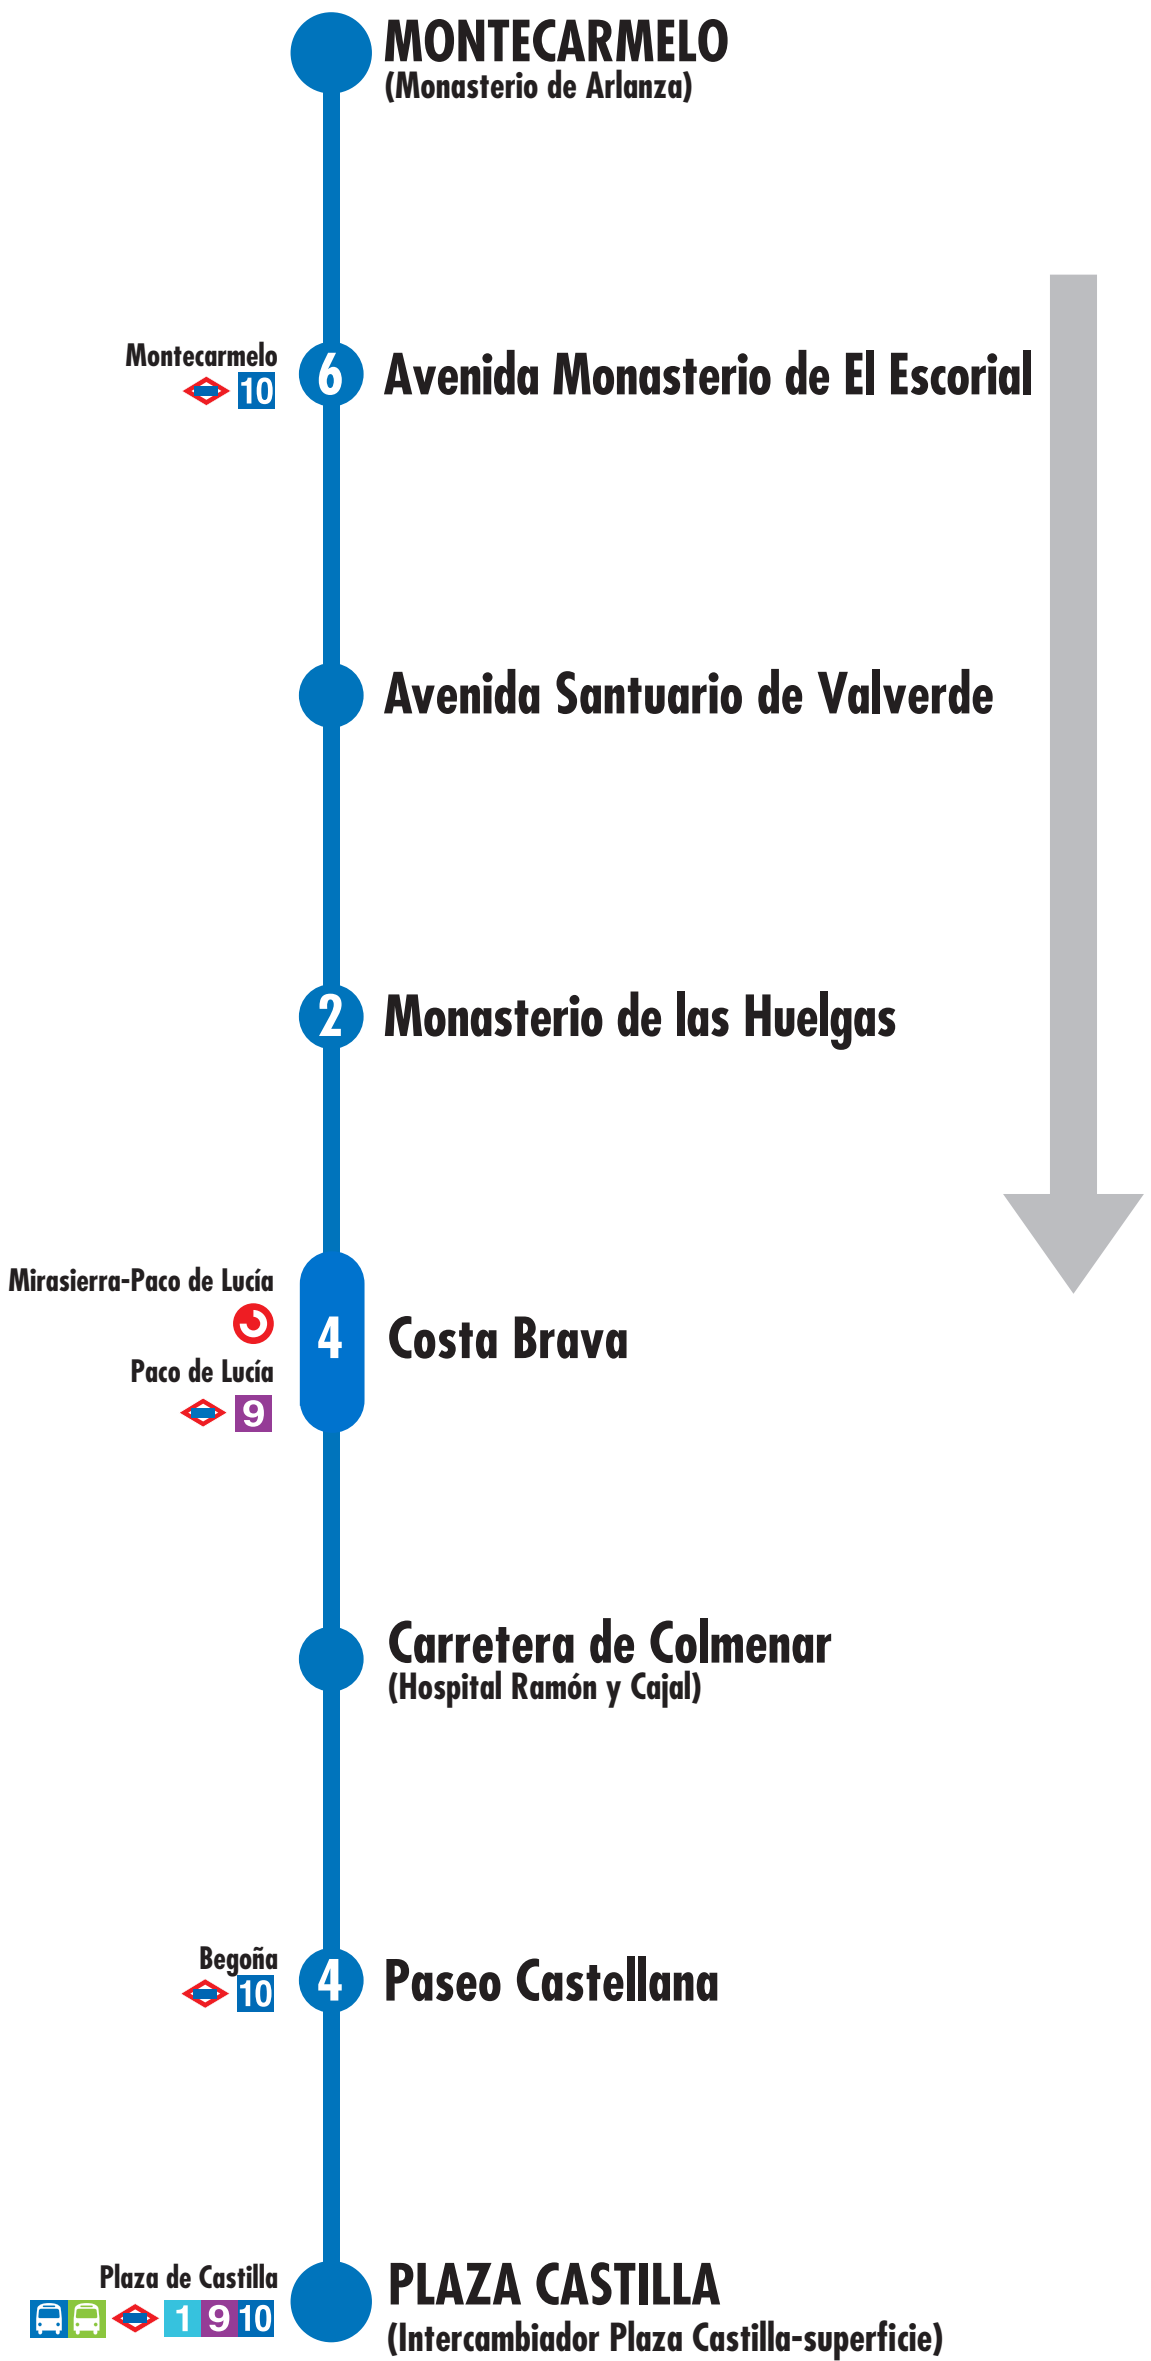 MONTECARMELO
(Monasterio de Arlanza)
Montecarmelo
10
6
Avenida Monasterio de El Escorial
Avenida Santuario de Valverde
2
Monasterio de las Huelgas
Mirasierra-Paco de Lucía
Paco de Lucía
9
4
Costa Brava
Carretera de Colmenar
(Hospital Ramón y Cajal)
Begoña
10
4
Paseo Castellana
Plaza de Castilla
1 9 10
PLAZA CASTILLA
(Intercambiador Plaza Castilla-superficie)